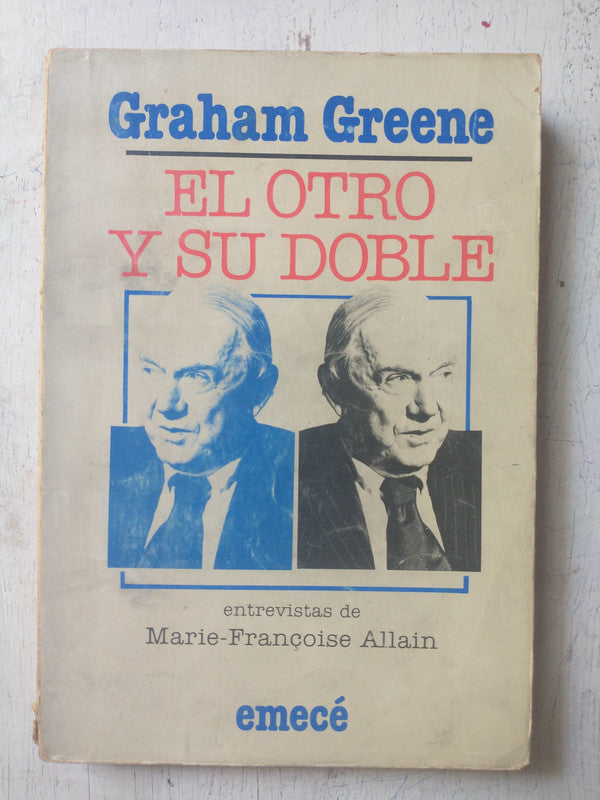 Graham Greene
EL OTRO
Y SU DOBLE
entrevistas de
Marie-Françoise Allain
emecé